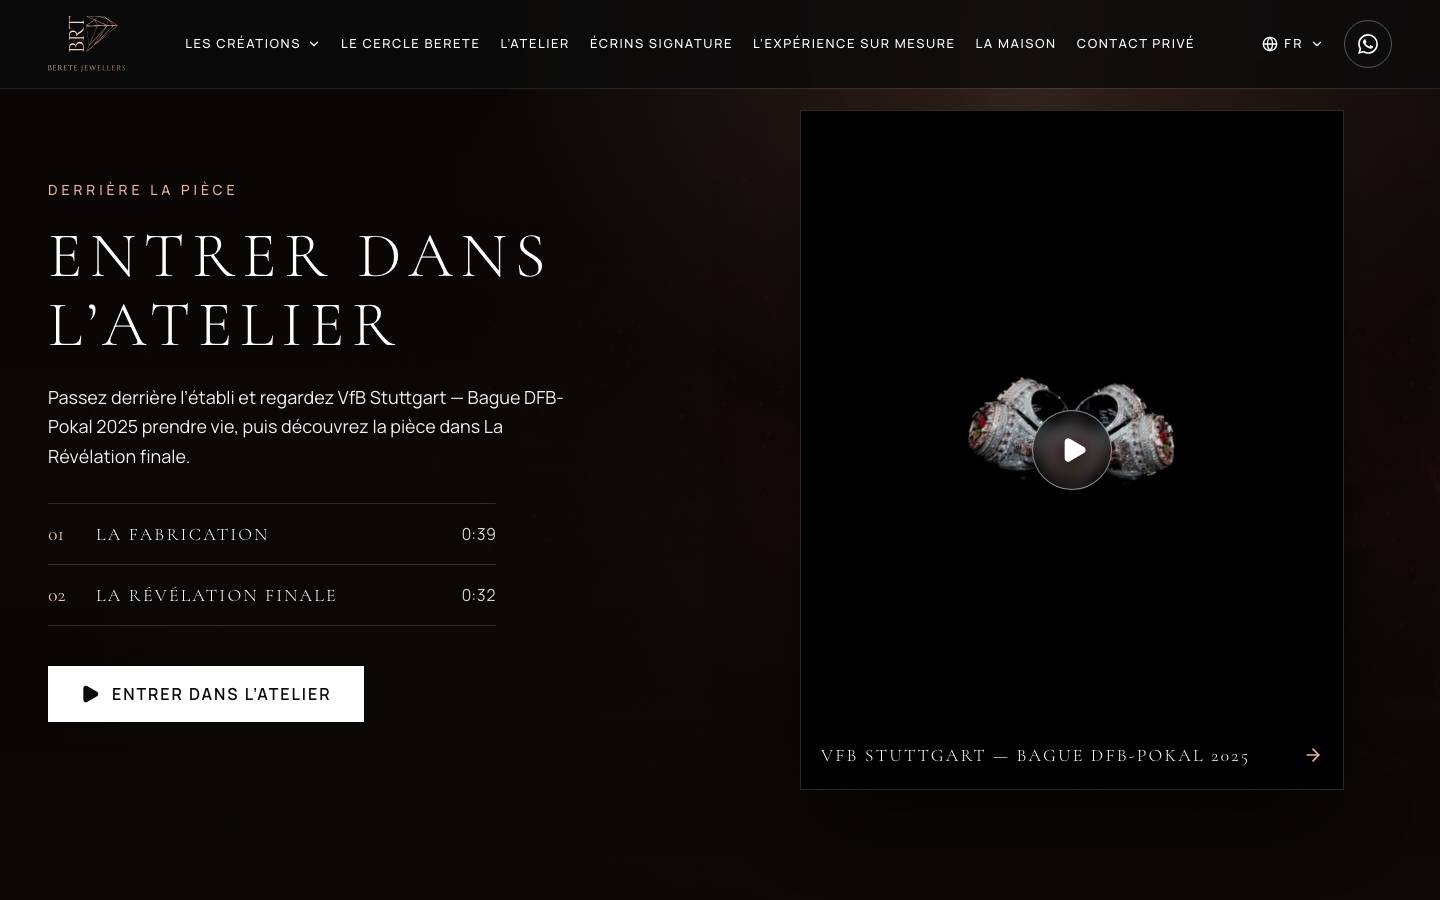 BRT
BERETE JEWELLERS
LES CRÉATIONS
LE CERCLE BERETE
L’ATELIER
ÉCRINS SIGNATURE
L’EXPÉRIENCE SUR MESURE
LA MAISON
CONTACT PRIVÉ
FR
DERRIÈRE LA PIÈCE
ENTRER DANS
L’ATELIER
Passez derrière l’établi et regardez VfB Stuttgart — Bague DFB-
Pokal 2025 prendre vie, puis découvrez la pièce dans La
Révélation finale.
01 LA FABRICATION 0:39
02 LA RÉVÉLATION FINALE 0:32
ENTRER DANS L’ATELIER
VFB STUTTGART — BAGUE DFB-POKAL 2025